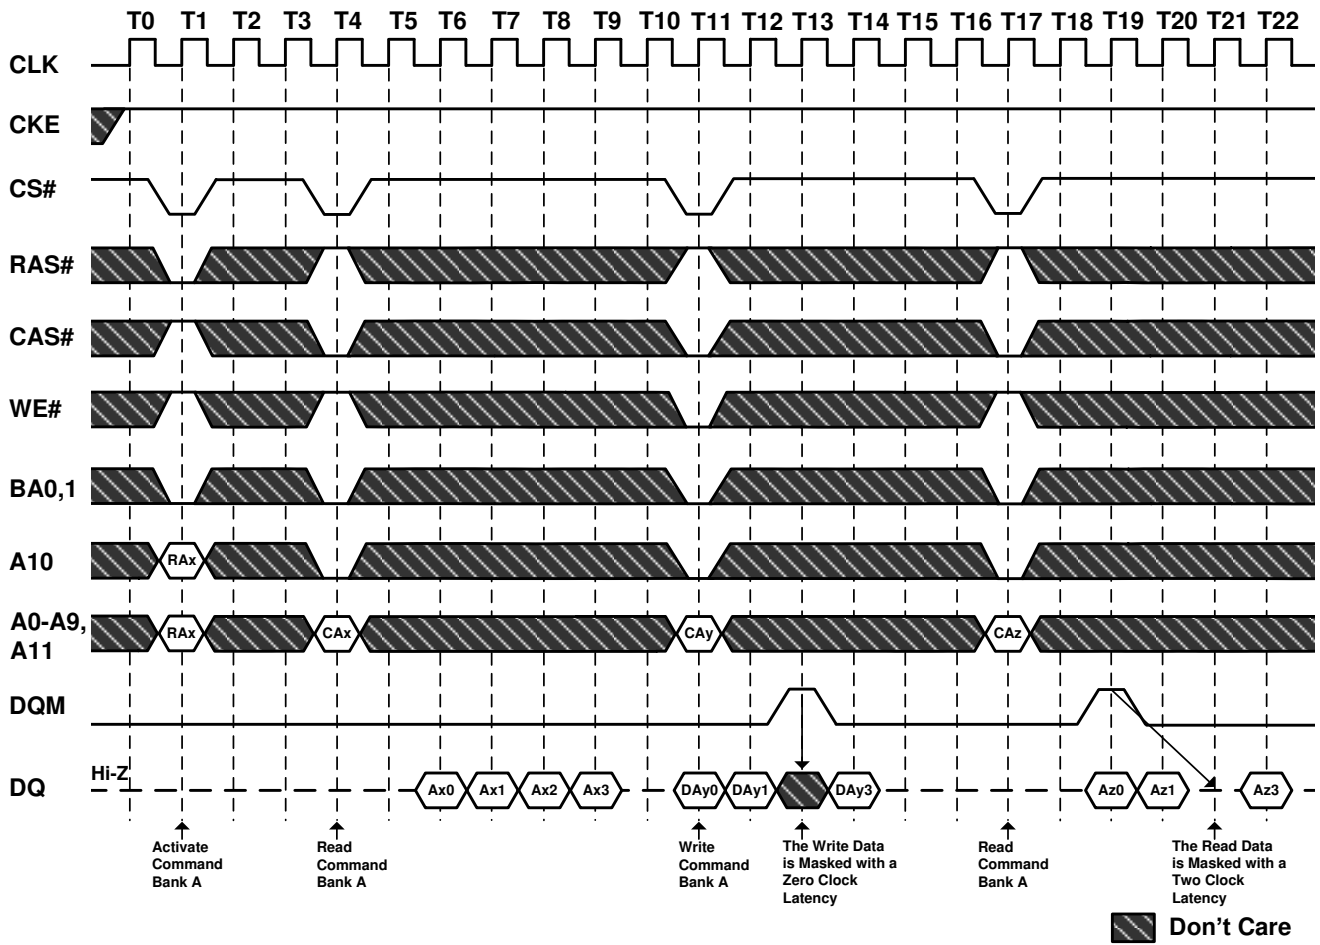 T0 T1 T2 T3 T4 T5 T6 T7 T8 T9 T10 T11 T12 T13 T14 T15 T16 T17 T18 T19 T20 T21 T22
CLK
CKE
CS#
RAS#
CAS#
WE#
BA0,1
A10 RAx
A0-A9,
A11
RAx CAx CAy CAz
DQM
Hi-Z
DQ
Ax0 Ax1 Ax2 Ax3 DAy0 DAy1 DAy3 Az0 Az1 Az3
Activate
Command
Bank A
Read
Command
Bank A
Write
Command
Bank A
The Write Data
is Masked with a
Zero Clock
Latency
Read
Command
Bank A
The Read Data
is Masked with a
Two Clock
Latency
Don't Care